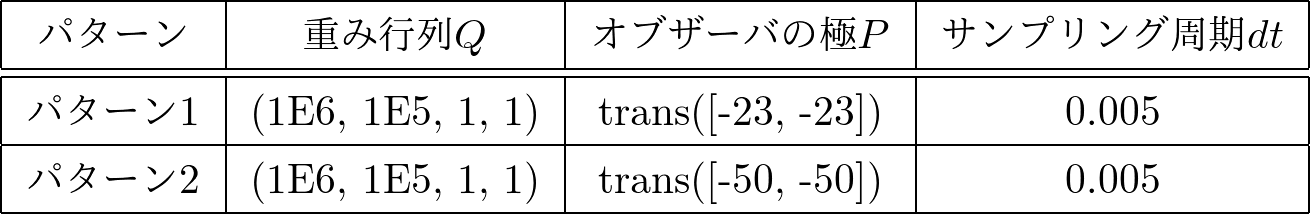 パターン 重み行列Q オブザーバの極P サンプリング周期dt
パターン1 (1E6, 1E5, 1, 1) trans([-23, -23]) 0.005
パターン2 (1E6, 1E5, 1, 1) trans([-50, -50]) 0.005